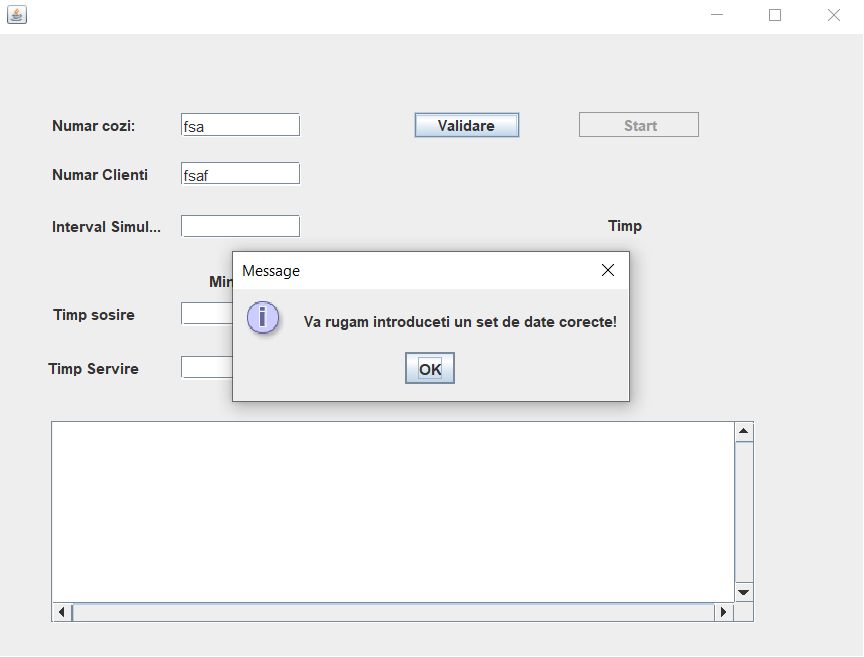 Numar cozi:
fsa
Validare
Start
Numar Clienti
fsaf
Interval Simul...
Timp
Min
Message
Timp sosire
Va rugam introduceti un set de date corecte!
Timp Servire
OK